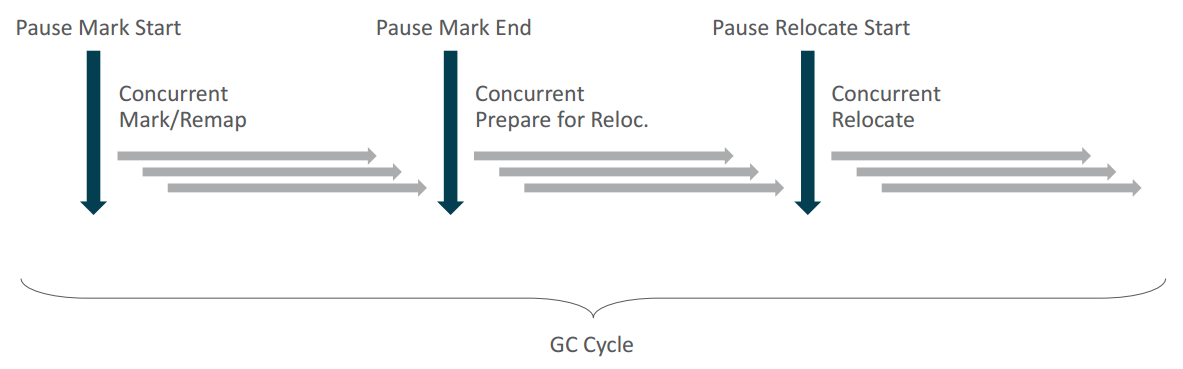 Pause Mark Start
Pause Mark End
Pause Relocate Start
Concurrent
Mark/Remap
Concurrent
Prepare for Reloc.
Concurrent
Relocate
GC Cycle